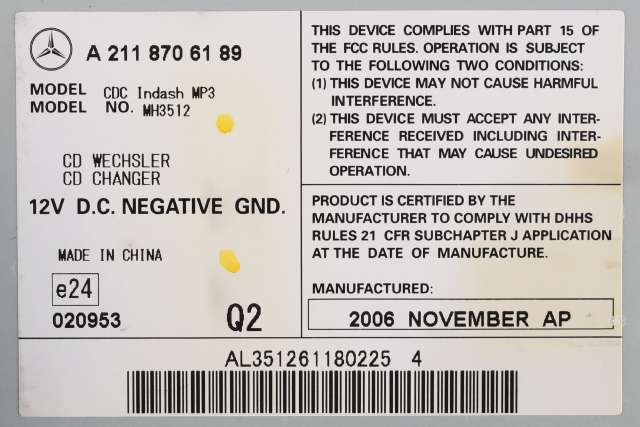 A 211 870 61 89
MODEL CDC Indash MP3
MODEL NO. MH3512
CD WECHSLER
CD CHANGER
12V D.C. NEGATIVE GND.
MADE IN CHINA
e24
020953
Q2
THIS DEVICE COMPLIES WITH PART 15 OF
THE FCC RULES. OPERATION IS SUBJECT
TO THE FOLLOWING TWO CONDITIONS:
(1) THIS DEVICE MAY NOT CAUSE HARMFUL
INTERFERENCE.
(2) THIS DEVICE MUST ACCEPT ANY INTER-
FERENCE RECEIVED INCLUDING INTER-
FERENCE THAT MAY CAUSE UNDESIRED
OPERATION.
PRODUCT IS CERTIFIED BY THE
MANUFACTURER TO COMPLY WITH DHHS
RULES 21 CFR SUBCHAPTER J APPLICATION
AT THE DATE OF MANUFACTURE.
MANUFACTURED:
2006 NOVEMBER AP
AL351261180225 4